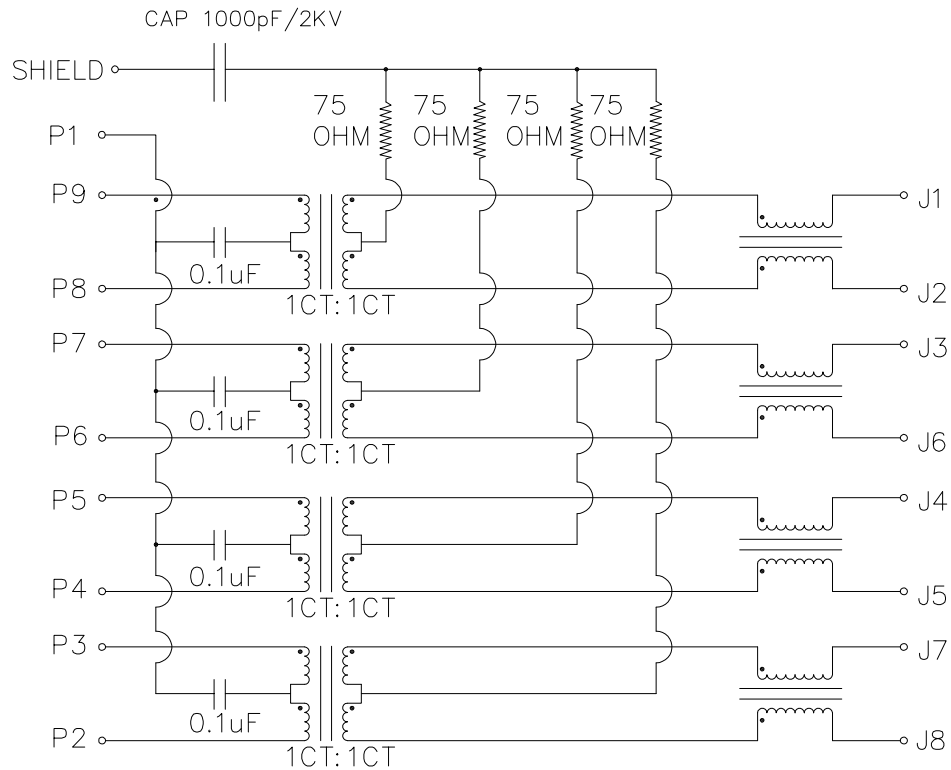 CAP 1000pF/2KV
SHIELD
75 OHM
75 OHM
75 OHM
75 OHM
P1
P9
J1
0.1uF
P8
1CT:1CT
J2
P7
J3
0.1uF
P6
1CT:1CT
J6
P5
J4
0.1uF
P4
1CT:1CT
J5
P3
J7
0.1uF
P2
1CT:1CT
J8